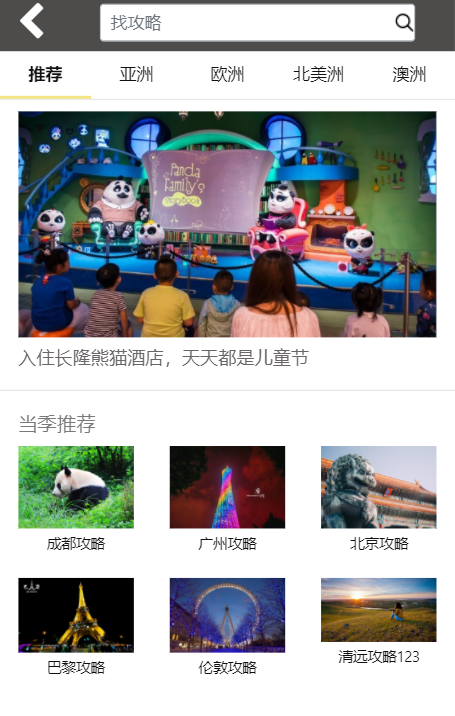 找攻略
推荐 亚洲 欧洲 北美洲 澳洲
Panda
Family's
入住长隆熊猫酒店，天天都是儿童节
当季推荐
成都攻略 广州攻略 北京攻略
巴黎攻略 伦敦攻略 清远攻略123